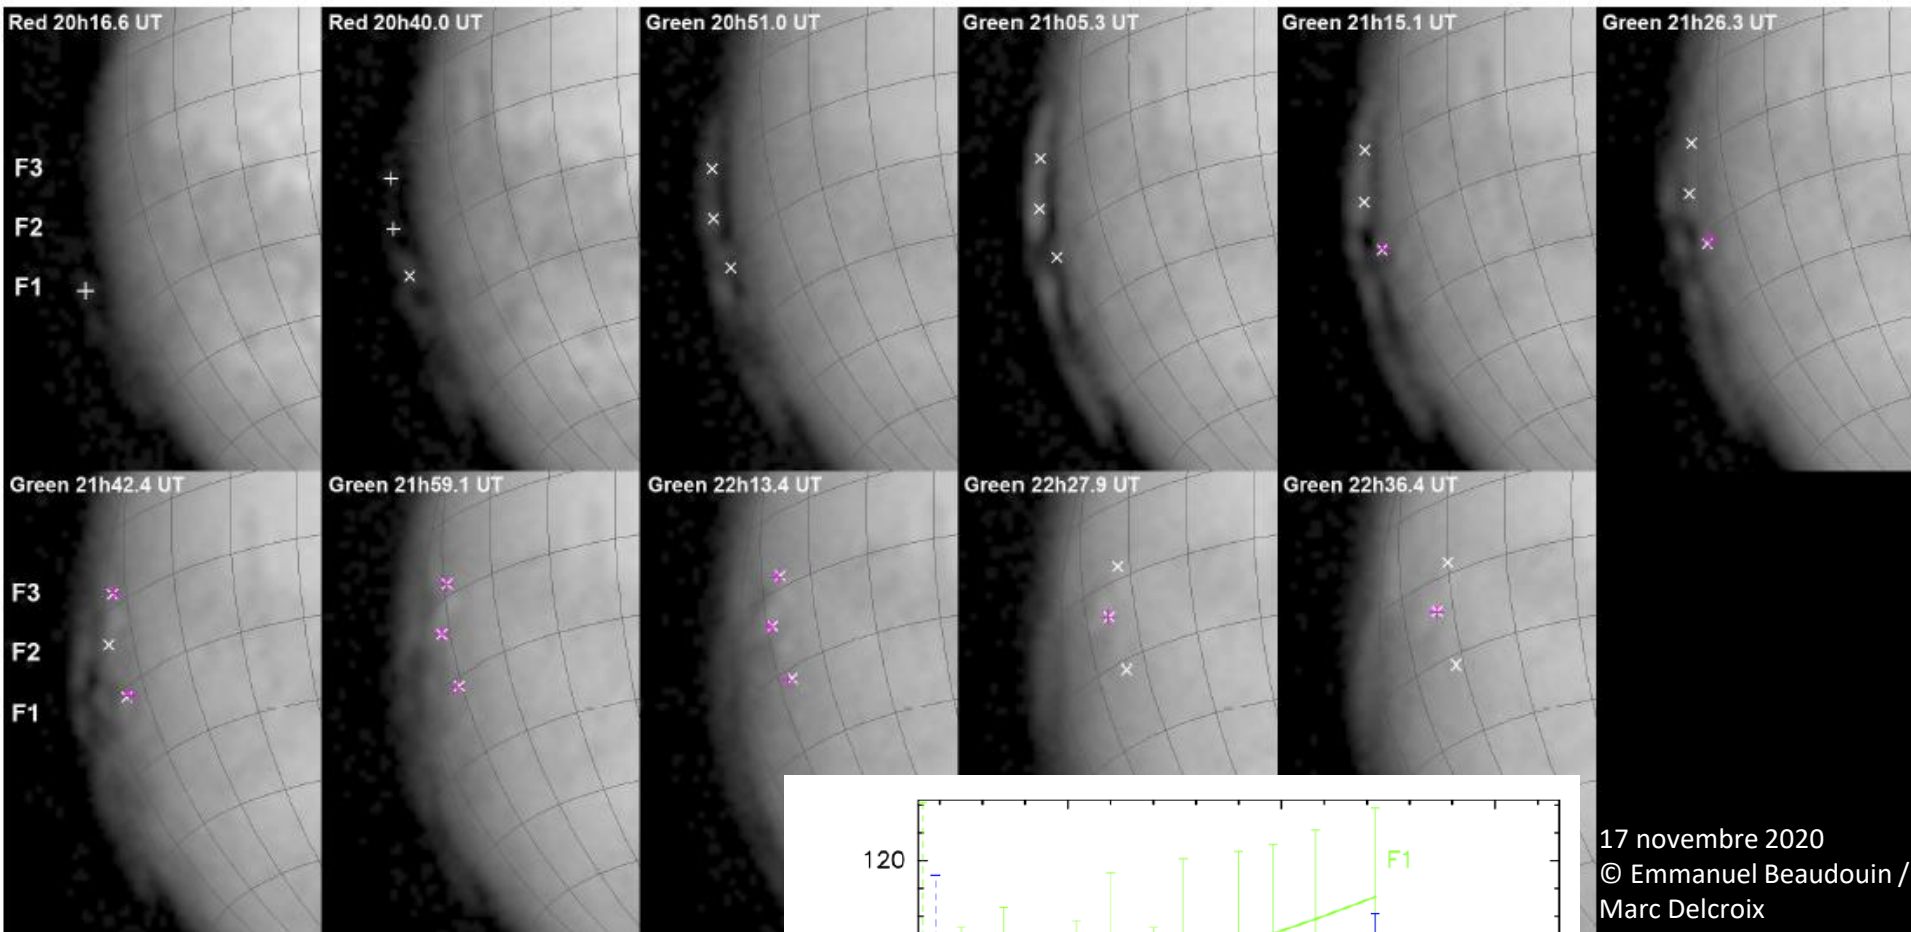 Red 20h16.6 UT
Red 20h40.0 UT
Green 20h51.0 UT
Green 21h05.3 UT
Green 21h15.1 UT
Green 21h26.3 UT
F3
F2
F1
Green 21h42.4 UT
Green 21h59.1 UT
Green 22h13.4 UT
Green 22h27.9 UT
Green 22h36.4 UT
F3
F2
F1
120
F1
17 novembre 2020
© Emmanuel Beaudouin /
Marc Delcroix